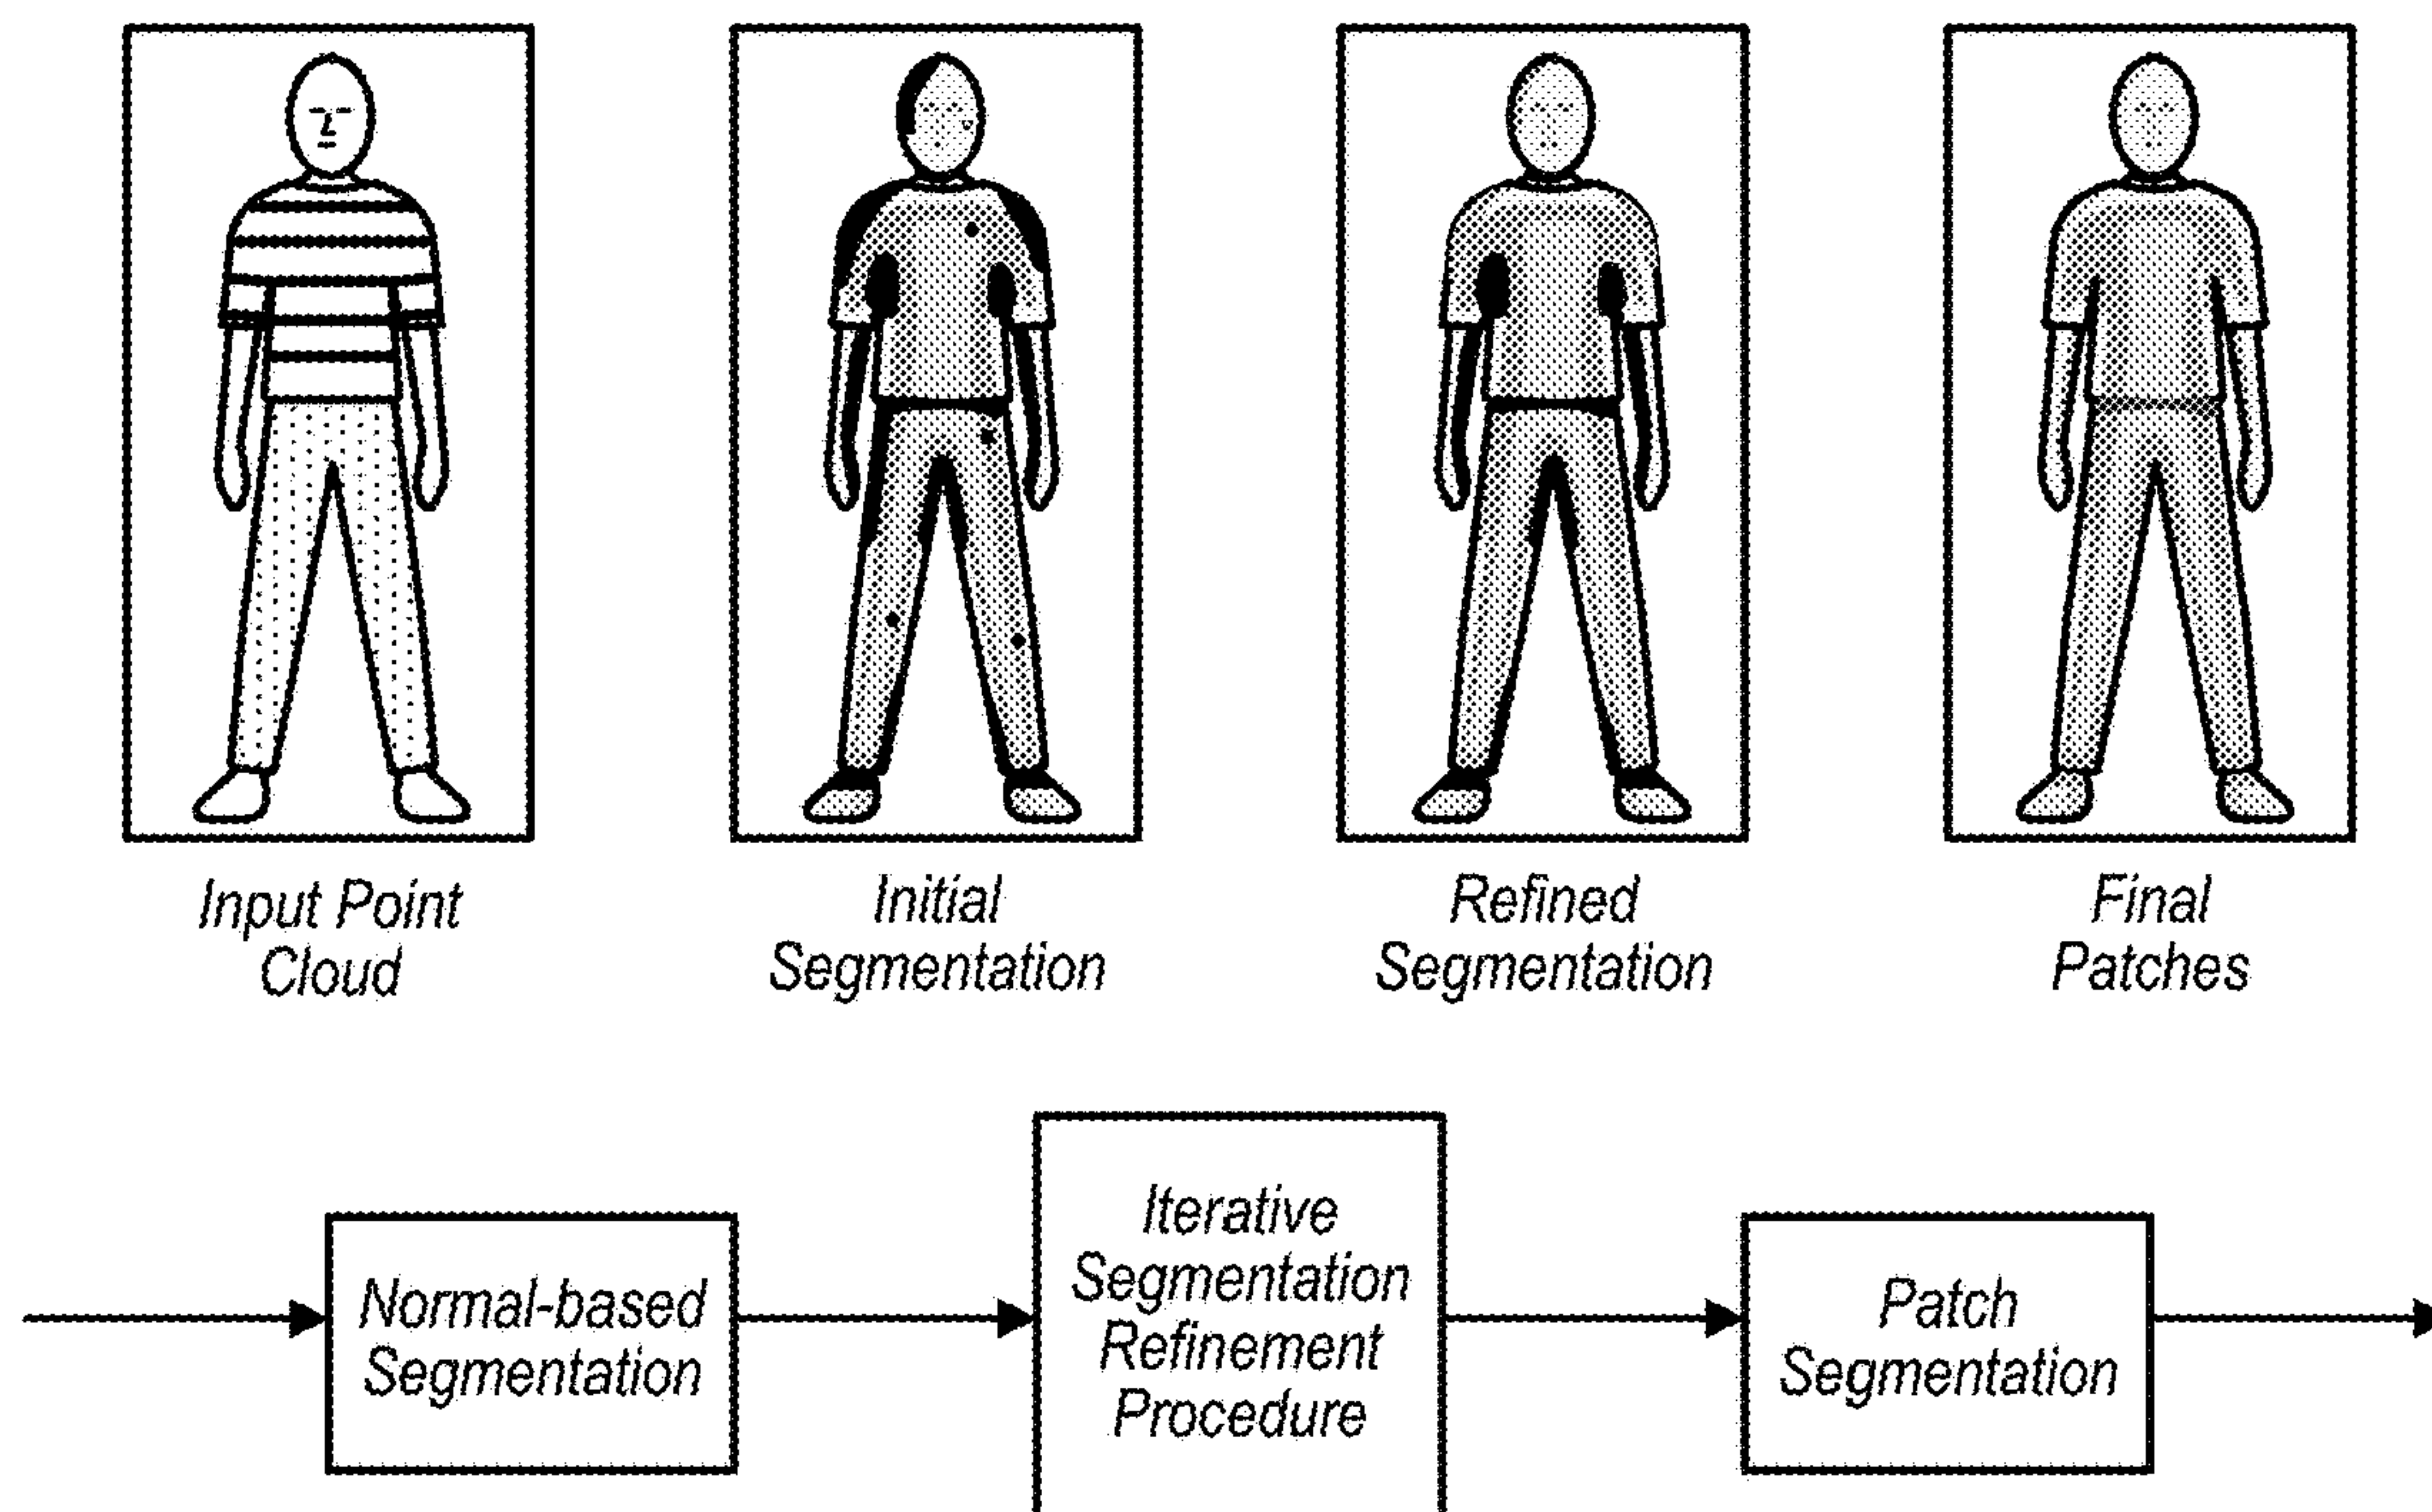 Input Point
Cloud
Initial
Segmentation
Refined
Segmentation
Final
Patches
Normal-based
Segmentation
Iterative
Segmentation
Refinement
Procedure
Patch
Segmentation